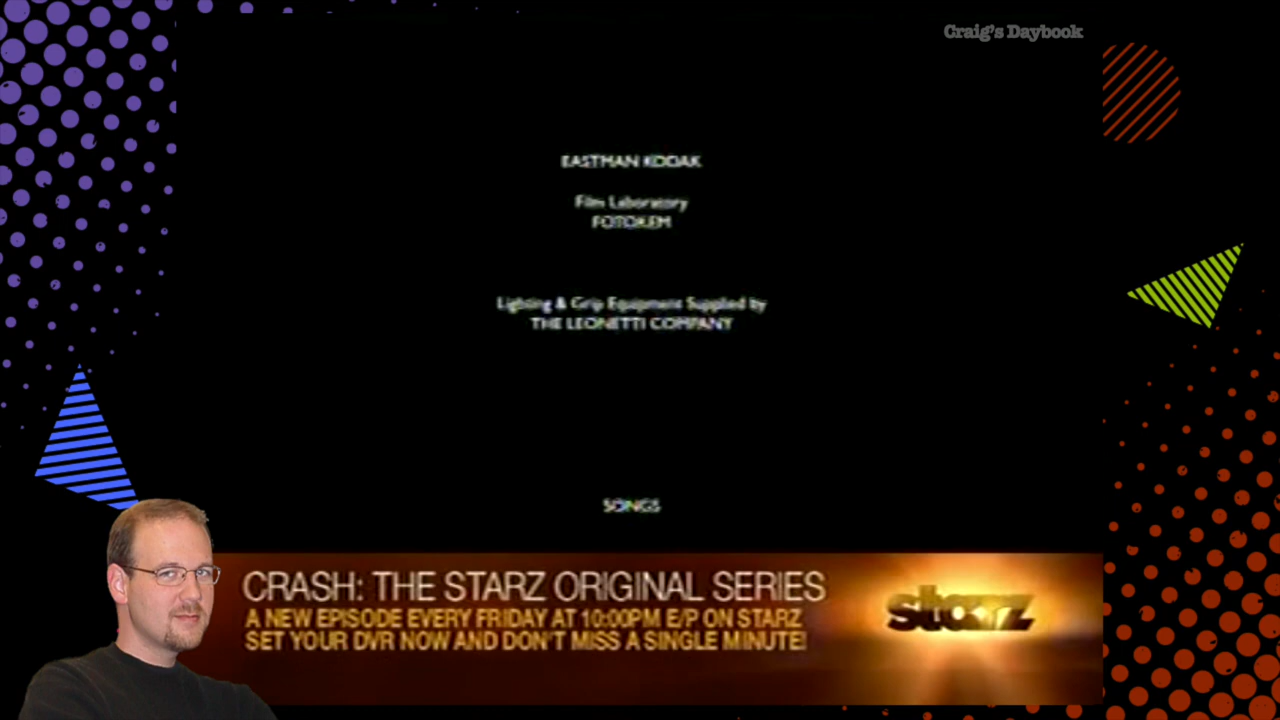 Craig's Daybook
EASTMAN KODAK
Film Laboratory
FOTOKEM
Lighting & Grip Equipment Supplied by
THE LEONETTI COMPANY
SONGS
CRASH: THE STARZ ORIGINAL SERIES
A NEW EPISODE EVERY FRIDAY AT 10:00PM E/P ON STARZ
SET YOUR DVR NOW AND DON'T MISS A SINGLE MINUTE!
starz